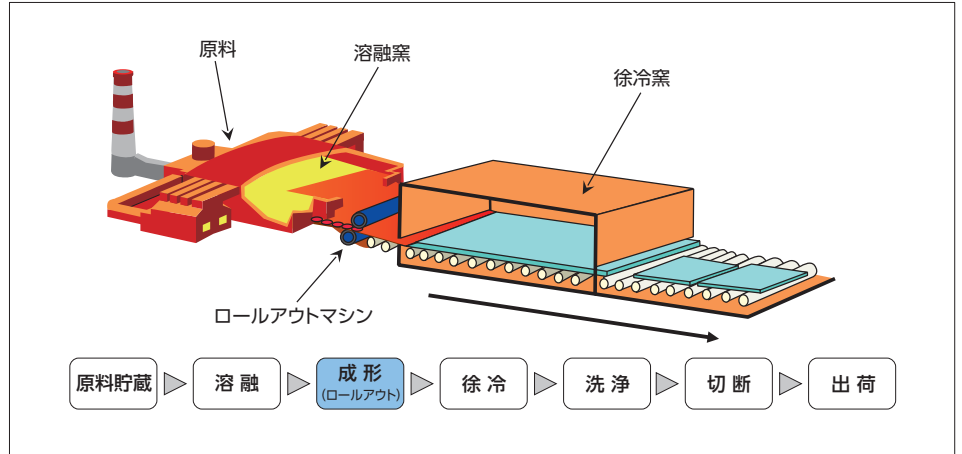 原料
溶融窯
徐冷窯
ロールアウトマシン
原料貯蔵
溶融
成形
(ロールアウト)
徐冷
洗浄
切断
出荷